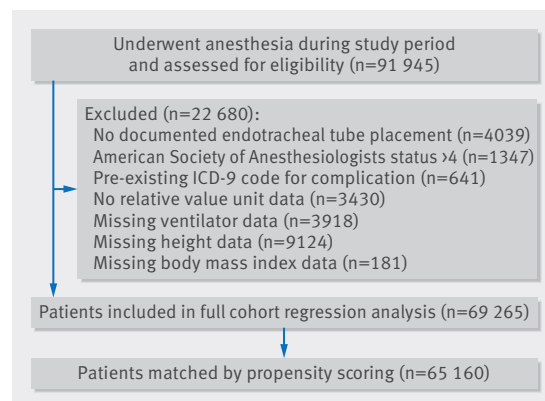 Underwent anesthesia during study period
and assessed for eligibility (n=91 945)
Excluded (n=22 680):
No documented endotracheal tube placement (n=4039)
American Society of Anesthesiologists status >4 (n=1347)
Pre-existing ICD-9 code for complication (n=641)
No relative value unit data (n=3430)
Missing ventilator data (n=3918)
Missing height data (n=9124)
Missing body mass index data (n=181)
Patients included in full cohort regression analysis (n=69 265)
Patients matched by propensity scoring (n=65 160)